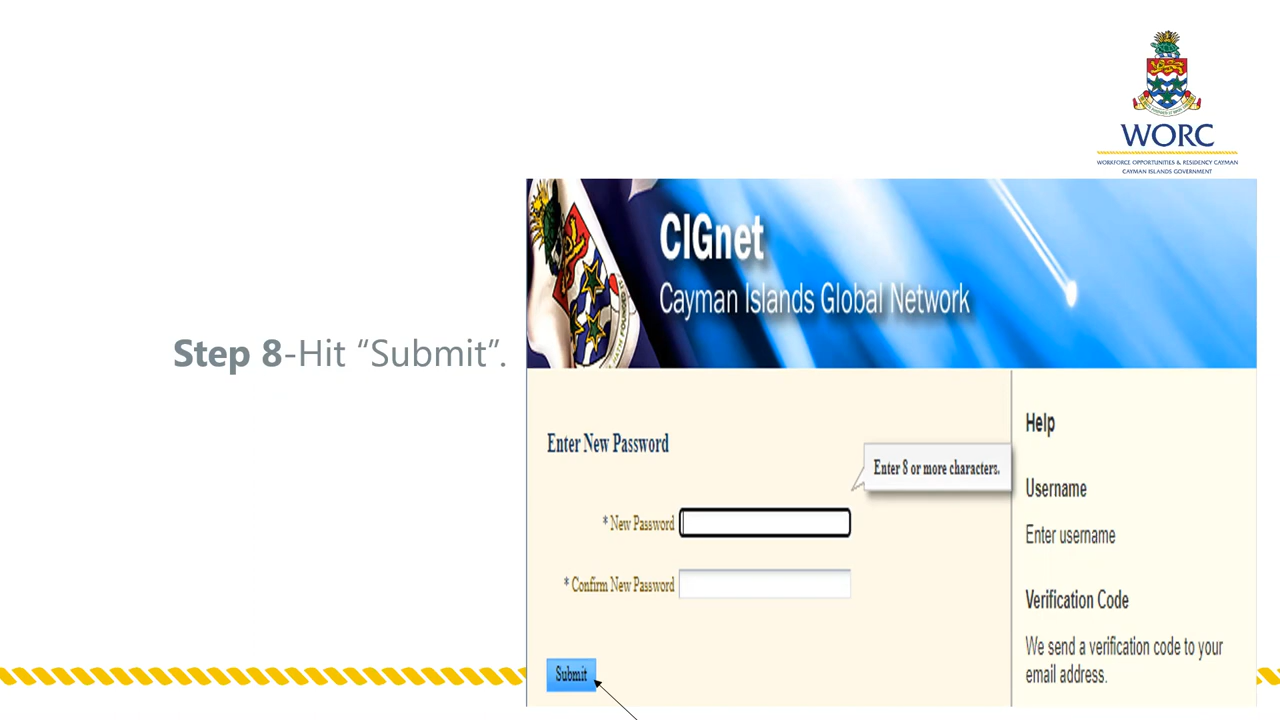 WORC
WORKFORCE OPPORTUNITIES & RESIDENCY CAYMAN
CAYMAN ISLANDS GOVERNMENT
CIGnet
Cayman Islands Global Network
Step 8-Hit “Submit”.
Enter New Password
Enter 8 or more characters.
* New Password
* Confirm New Password
Submit
Help
Username
Enter username
Verification Code
We send a verification code to your
email address.